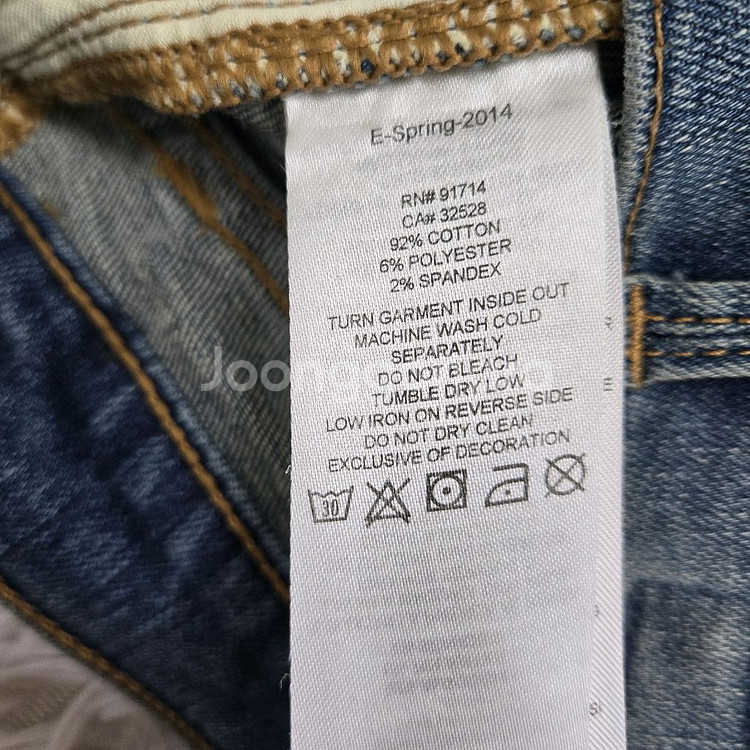 E-Spring-2014
RN# 91714
CA# 32528
92% COTTON
6% POLYESTER
2% SPANDEX
TURN GARMENT INSIDE OUT
MACHINE WASH COLD
SEPARATELY
DO NOT BLEACH
TUMBLE DRY LOW
LOW IRON ON REVERSE SIDE
DO NOT DRY CLEAN
EXCLUSIVE OF DECORATION
30